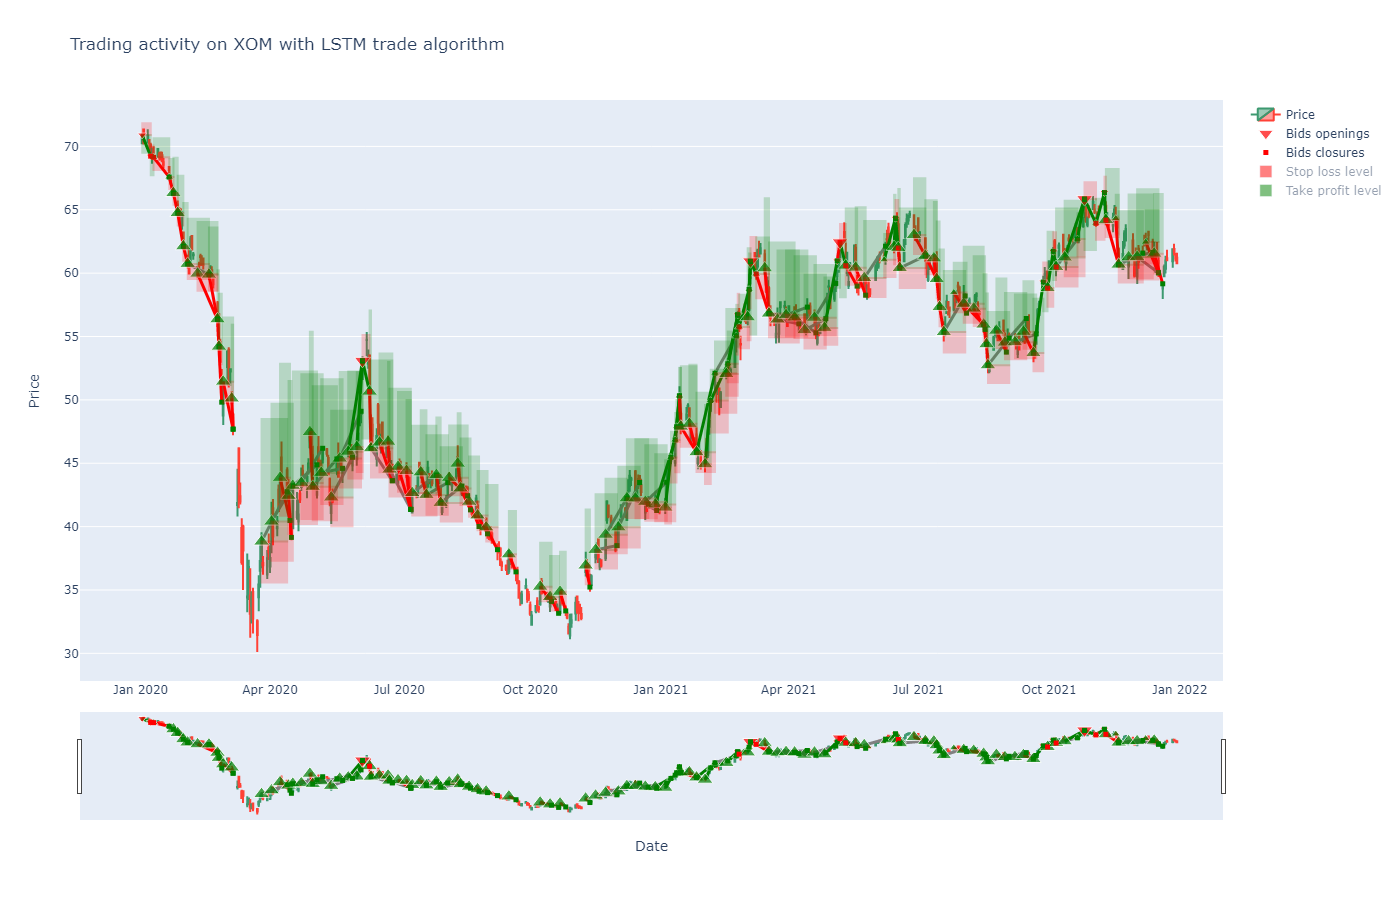 Trading activity on XOM with LSTM trade algorithm
Price
Bids openings
Bids closures
Stop loss level
Take profit level
70
65
60
55
50
45
40
35
30
Price
Jan 2020 Apr 2020 Jul 2020 Oct 2020 Jan 2021 Apr 2021 Jul 2021 Oct 2021 Jan 2022
Date